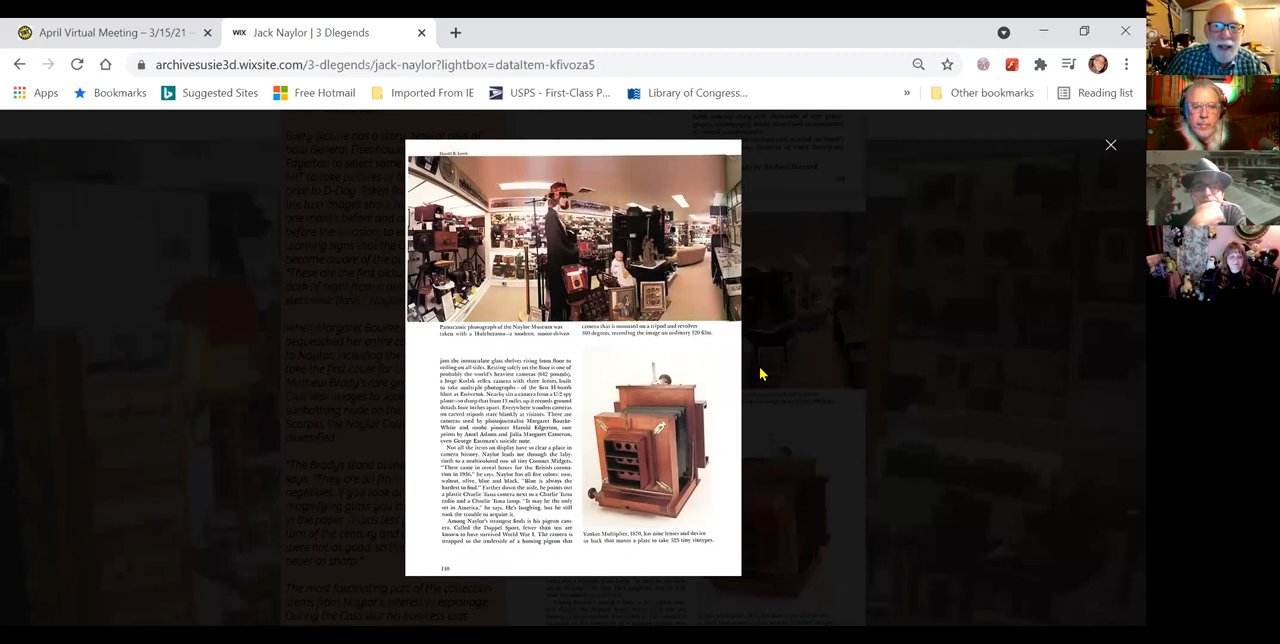 April Virtual Meeting – 3/15/21
WIX Jack Naylor | 3 Dlegends
archivesusie3d.wixsite.com/3-dlegends/jack-naylor?lightbox=dataItem-kfivoza5
Apps
Bookmarks
Suggested Sites
Free Hotmail
Imported From IE
USPS - First-Class P...
Library of Congress...
»
Other bookmarks
Reading list
Harold R. Lewis
Panoramic photograph of the Naylor Museum was
taken with a Hulcherama—a modern, motor-driven
camera that is mounted on a tripod and revolves
360 degrees, recording the image on ordinary 120 film.
jam the immaculate glass shelves rising from floor to
ceiling on all sides. Resting safely on the floor is one of
probably the world's heaviest cameras (642 pounds),
a huge Kodak reflex camera with three lenses, built
to take multiple photographs—of the first H-bomb
blast at Eniwetok. Nearby sits a camera from a U-2 spy
plane—so sharp that from 13 miles up it records ground
details four inches apart. Everywhere wooden cameras
on carved tripods stare blankly at visitors. There are
cameras used by photojournalist Margaret Bourke-
White and strobe pioneer Harold Edgerton, rare
prints by Ansel Adams and Julia Margaret Cameron,
even George Eastman's suicide note.
Not all the items on display have so clear a place in
camera history. Naylor leads me through the laby-
rinth to a multicolored row of tiny Coronet Midgets.
"These came in cereal boxes for the British corona-
tion in 1936," he says. Naylor has all five colors: rose,
walnut, olive, blue and black. "Blue is always the
hardest to find." Farther down the aisle, he points out
a plastic Charlie Tuna camera next to a Charlie Tuna
radio and a Charlie Tuna lamp. "It may be the only
set in America," he says. He's laughing, but he still
took the trouble to acquire it.
Among Naylor's strangest finds is his pigeon cam-
era. Called the Doppel Sport, fewer than ten are
known to have survived World War I. The camera is
strapped to the underside of a homing pigeon that
Yankee Multiplier, 1870, has nine lenses and device
in back that moves a plate to take 325 tiny tintypes.
110